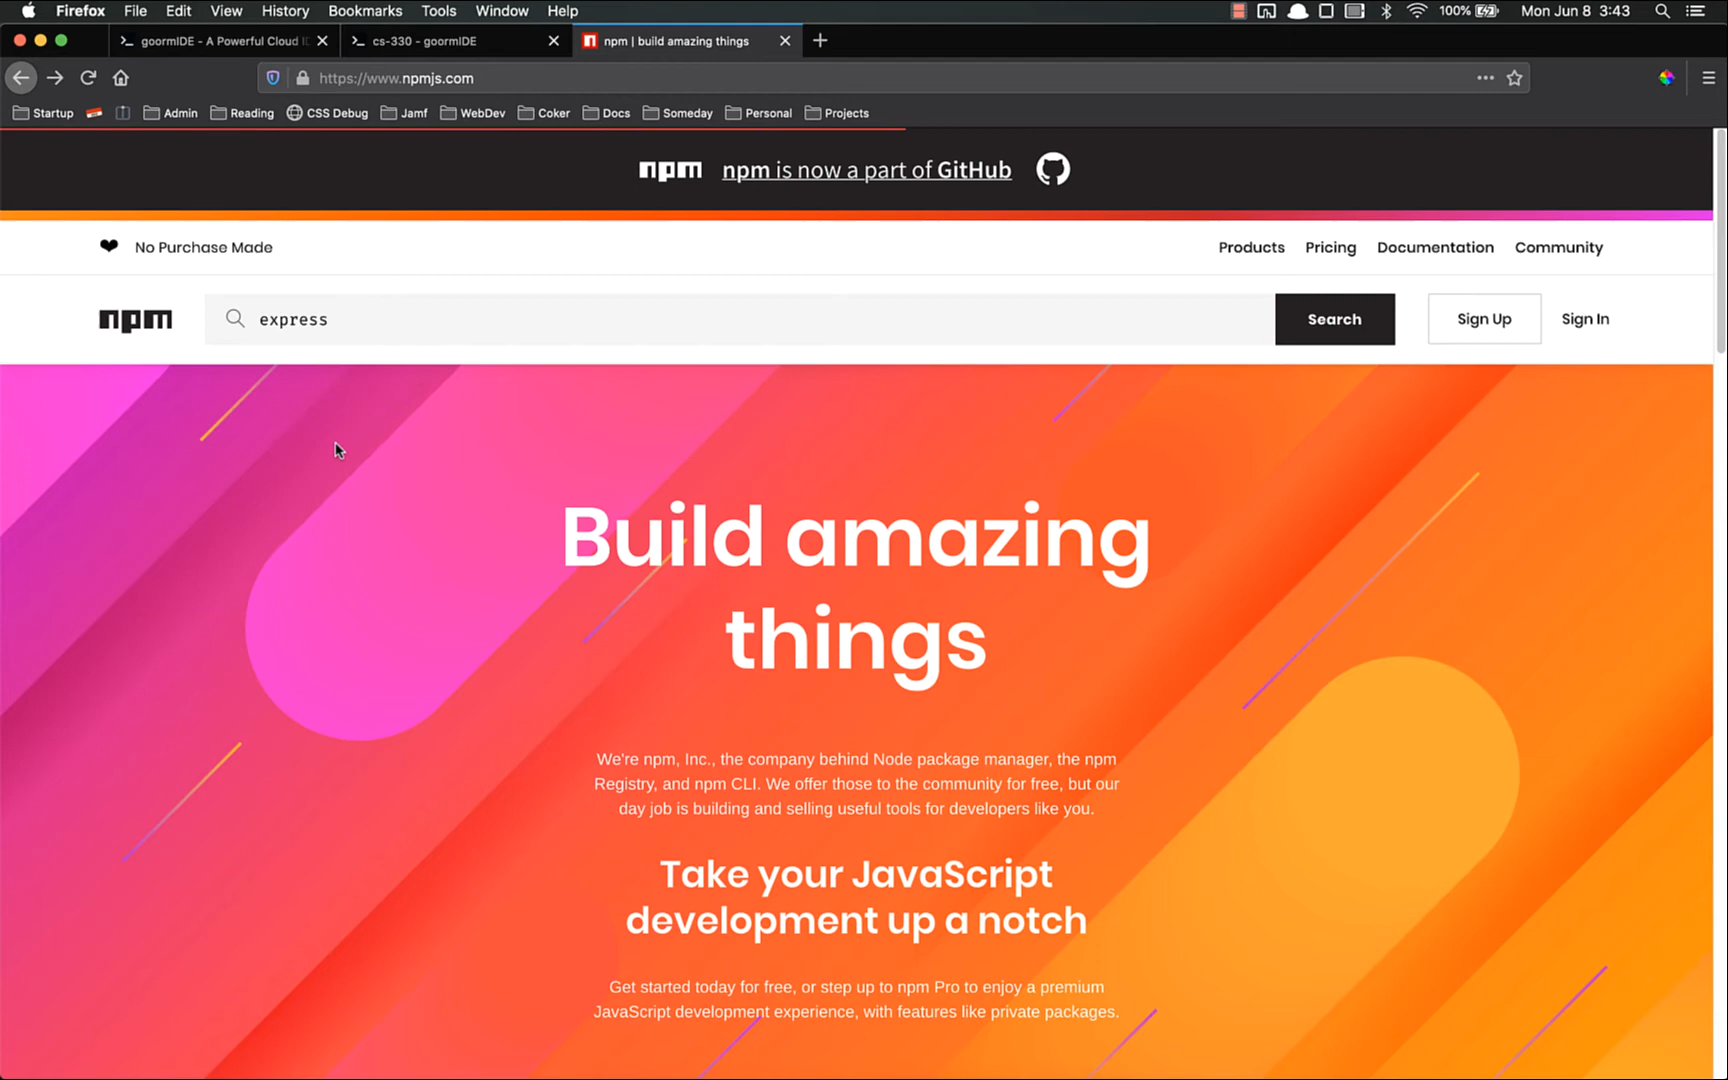 Firefox File Edit View History Bookmarks Tools Window Help 100% Mon Jun 8 3:43
goormIDE - A Powerful Cloud I cs-330 - goormIDE npm | build amazing things
https://www.npmjs.com
Startup Admin Reading CSS Debug Jamf WebDev Coker Docs Someday Personal Projects
npm npm is now a part of GitHub
No Purchase Made Products Pricing Documentation Community
npm express Search Sign Up Sign In
Build amazing
things
We're npm, Inc., the company behind Node package manager, the npm
Registry, and npm CLI. We offer those to the community for free, but our
day job is building and selling useful tools for developers like you.
Take your JavaScript
development up a notch
Get started today for free, or step up to npm Pro to enjoy a premium
JavaScript development experience, with features like private packages.